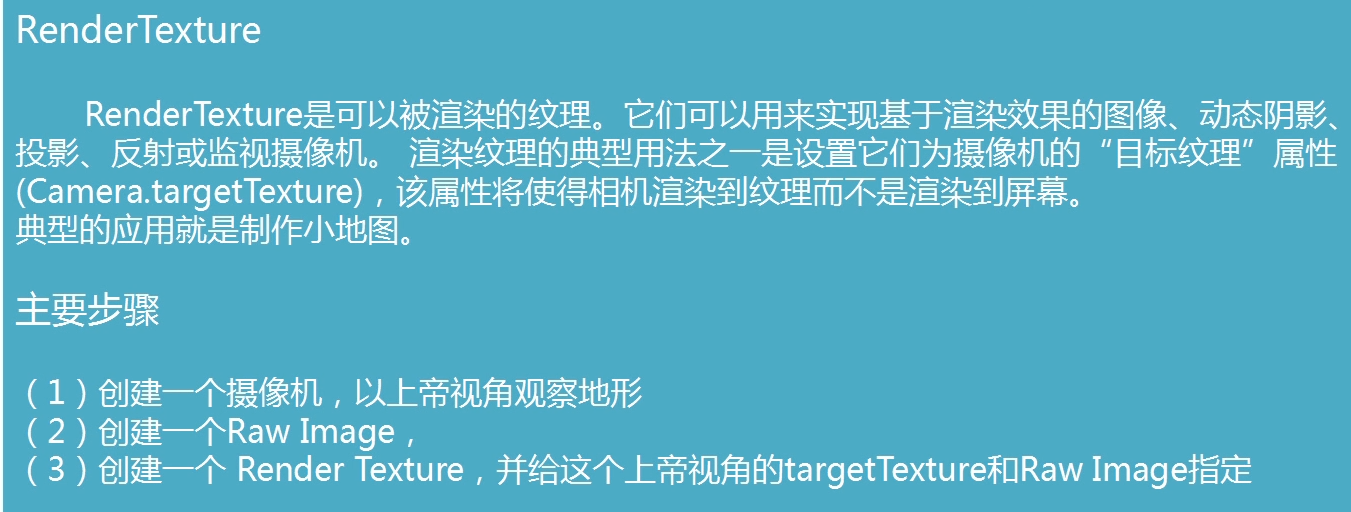 RenderTexture
RenderTexture是可以被渲染的纹理。它们可以用来实现基于渲染效果的图像、动态阴影、
投影、反射或监视摄像机。 渲染纹理的典型用法之一是设置它们为摄像机的“目标纹理”属性
(Camera.targetTexture)，该属性将使得相机渲染到纹理而不是渲染到屏幕。
典型的应用就是制作小地图。
主要步骤
（1）创建一个摄像机，以上帝视角观察地形
（2）创建一个Raw Image，
（3）创建一个 Render Texture，并给这个上帝视角的targetTexture和Raw Image指定